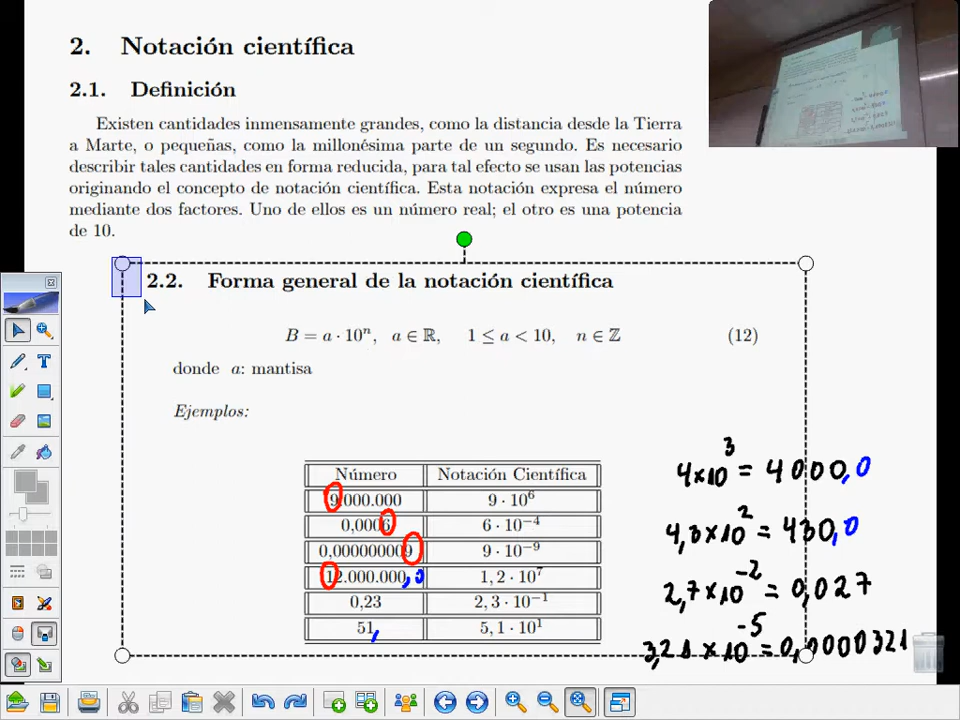 2. Notación científica
2.1. Definición
Existen cantidades inmensamente grandes, como la distancia desde la Tierra
a Marte, o pequeñas, como la millonésima parte de un segundo. Es necesario
describir tales cantidades en forma reducida, para tal efecto se usan las potencias
originando el concepto de notación científica. Esta notación expresa el número
mediante dos factores. Uno de ellos es un número real; el otro es una potencia
de 10.
2.2. Forma general de la notación científica
B = a · 10ⁿ, a ∈ ℝ, 1 ≤ a < 10, n ∈ ℤ (12)
donde a: mantisa
Ejemplos:
Número Notación Científica
9.000.000 9 · 10⁶
0,0006 6 · 10⁻⁴
0,000000009 9 · 10⁻⁹
12.000.000,0 1, 2 · 10⁷
0,23 2, 3 · 10⁻¹
51, 5, 1 · 10¹
4×10³ = 4000,0
4,3×10² = 430,0
2,7×10⁻² = 0,027
3,21×10⁻⁵ = 0,0000321